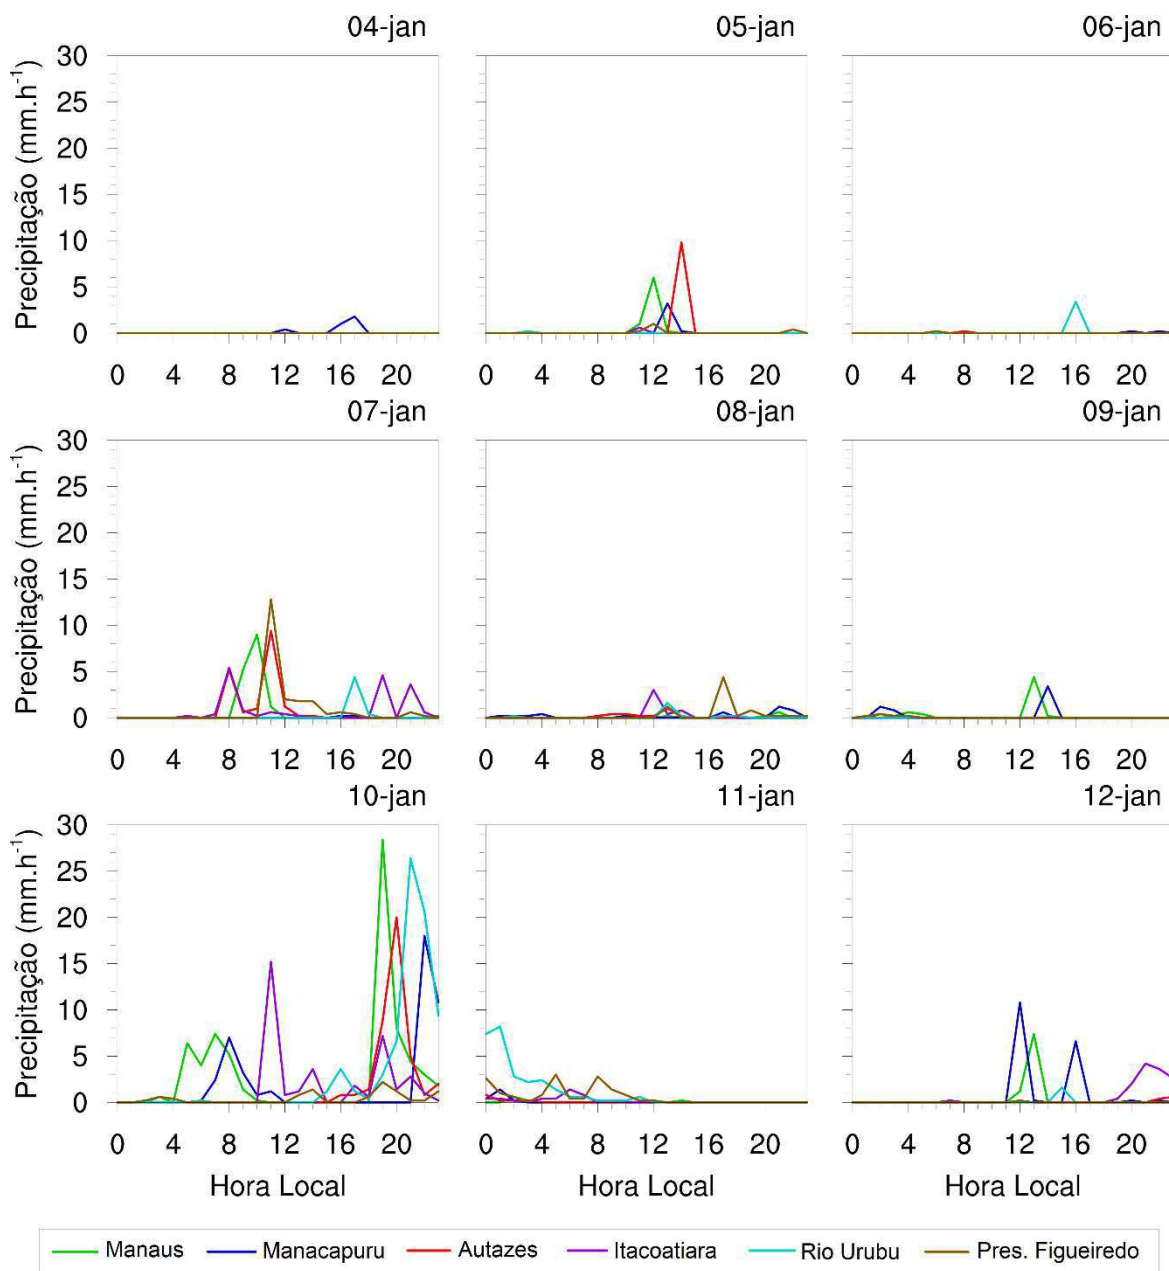 04-jan 05-jan 06-jan
Precipitação (mm.h-1)
30
25
20
15
10
5
0
0 4 8 12 16 20 0 4 8 12 16 20 0 4 8 12 16 20
07-jan 08-jan 09-jan
Precipitação (mm.h-1)
30
25
20
15
10
5
0
0 4 8 12 16 20 0 4 8 12 16 20 0 4 8 12 16 20
10-jan 11-jan 12-jan
Precipitação (mm.h-1)
30
25
20
15
10
5
0
0 4 8 12 16 20 0 4 8 12 16 20 0 4 8 12 16 20
Hora Local Hora Local Hora Local
Manaus Manacapuru Autazes Itacoatiara Rio Urubu Pres. Figueiredo